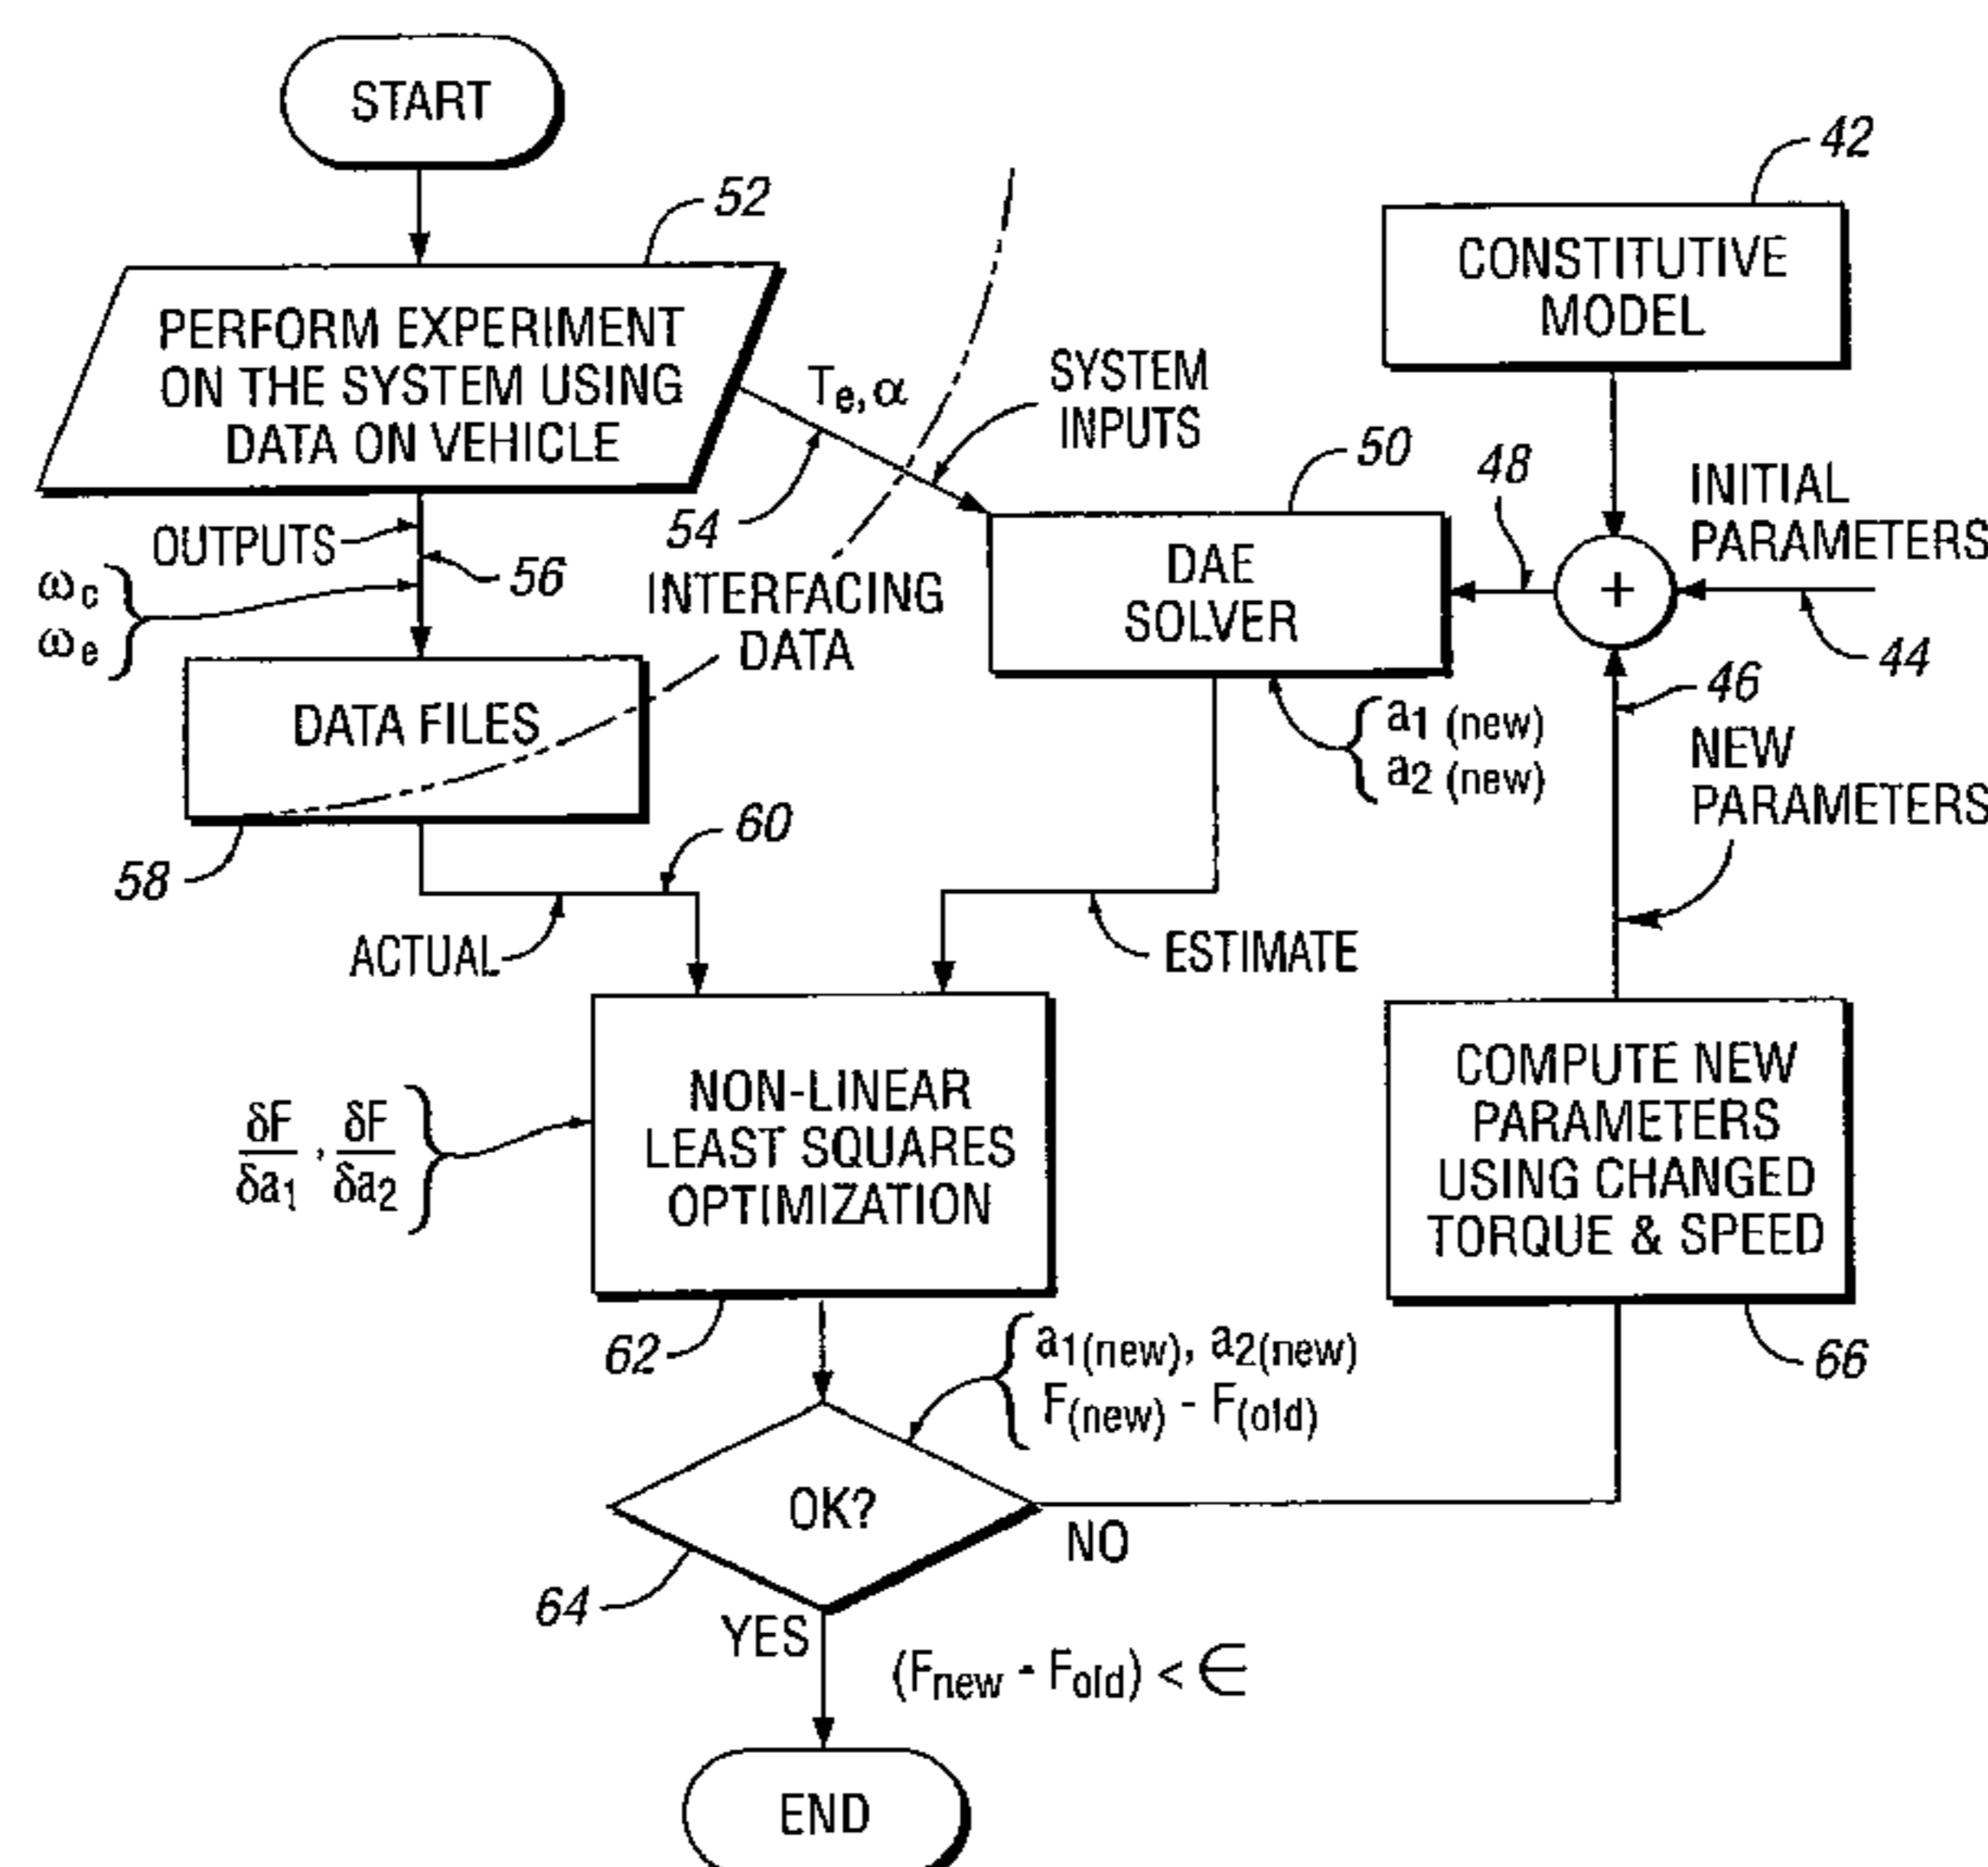 START
52
PERFORM EXPERIMENT
ON THE SYSTEM USING
DATA ON VEHICLE
Te, α
SYSTEM
INPUTS
54
42
CONSTITUTIVE
MODEL
50
48
INITIAL
PARAMETERS
+
44
DAE
SOLVER
46
NEW
PARAMETERS
a1 (new)
a2 (new)
OUTPUTS
56
ωc
ωe
INTERFACING
DATA
DATA FILES
58
60
ACTUAL
ESTIMATE
δF/δa1, δF/δa2
NON-LINEAR
LEAST SQUARES
OPTIMIZATION
62
COMPUTE NEW
PARAMETERS
USING CHANGED
TORQUE & SPEED
66
a1(new), a2(new)
F(new) - F(old)
OK?
NO
64
YES
(Fnew - Fold) < ∈
END